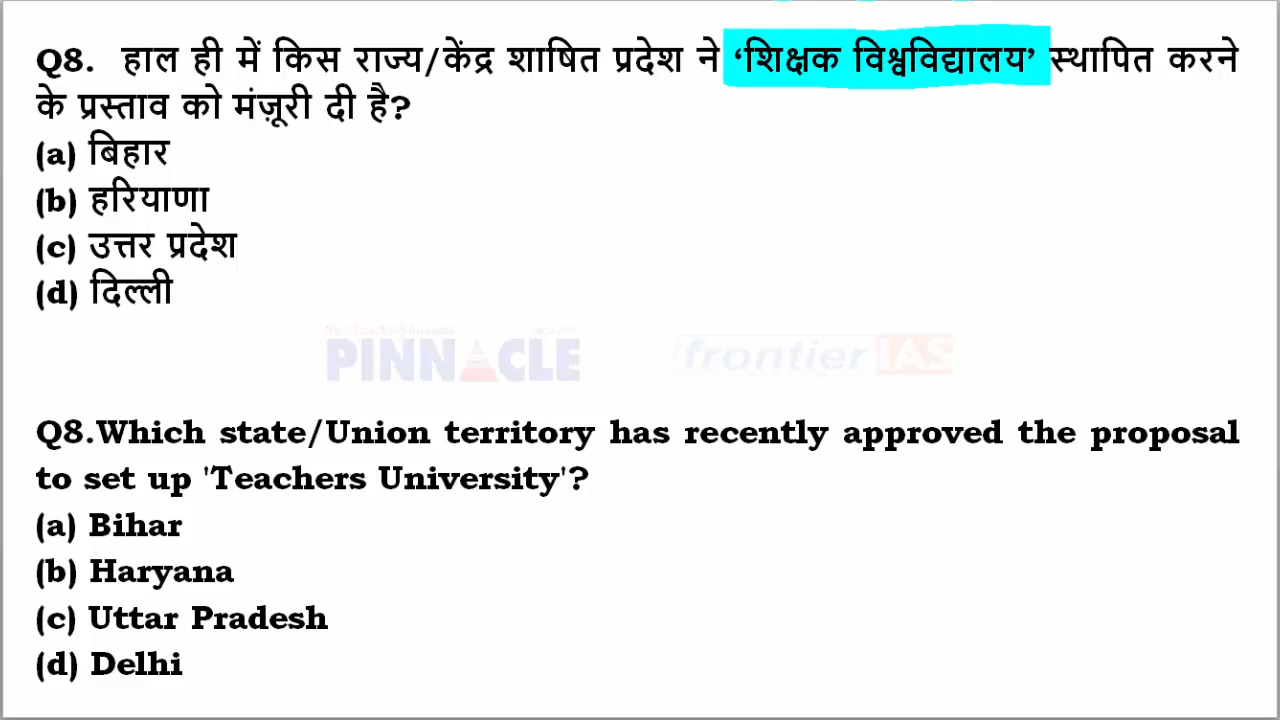 Q8. हाल ही में किस राज्य/केंद्र शाषित प्रदेश ने ‘शिक्षक विश्वविद्यालय’ स्थापित करने
के प्रस्ताव को मंज़ूरी दी है?
(a) बिहार
(b) हरियाणा
(c) उत्तर प्रदेश
(d) दिल्ली
PINNACLE frontier IAS
Q8.Which state/Union territory has recently approved the proposal
to set up 'Teachers University'?
(a) Bihar
(b) Haryana
(c) Uttar Pradesh
(d) Delhi